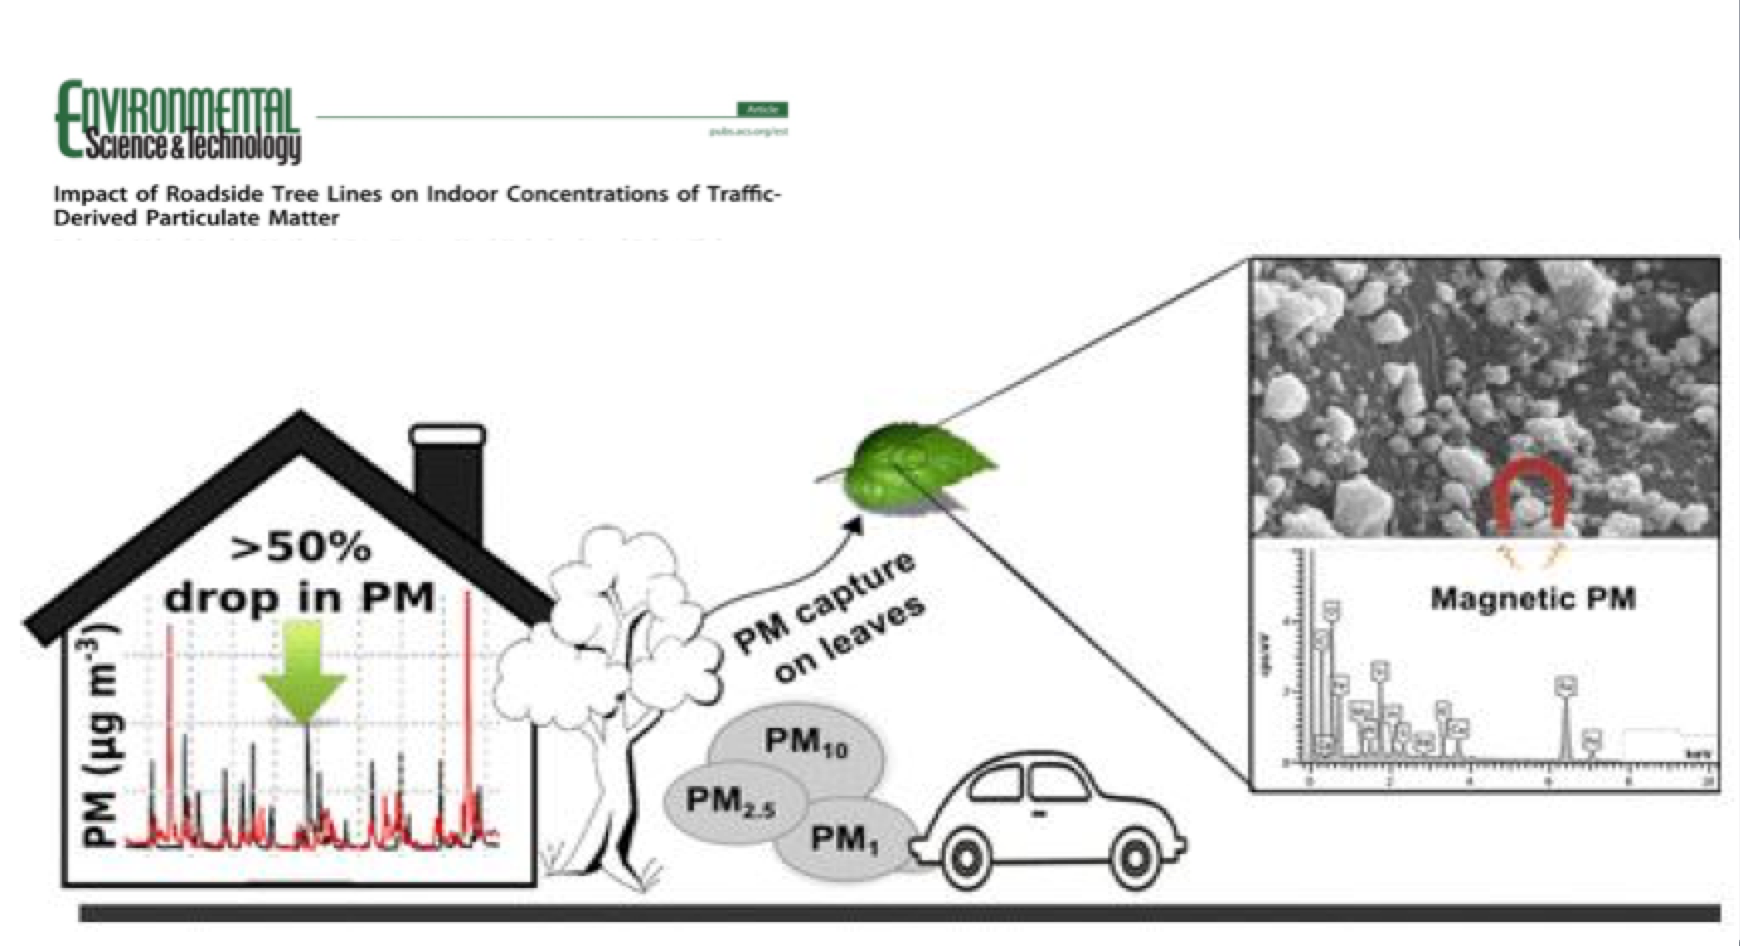 ENVIRONMENTAL
Science & Technology
Article
pubs.acs.org/est
Impact of Roadside Tree Lines on Indoor Concentrations of Traffic-
Derived Particulate Matter
>50%
drop in PM
PM (µg m-3)
PM capture
on leaves
PM10
PM2.5
PM1
Magnetic PM